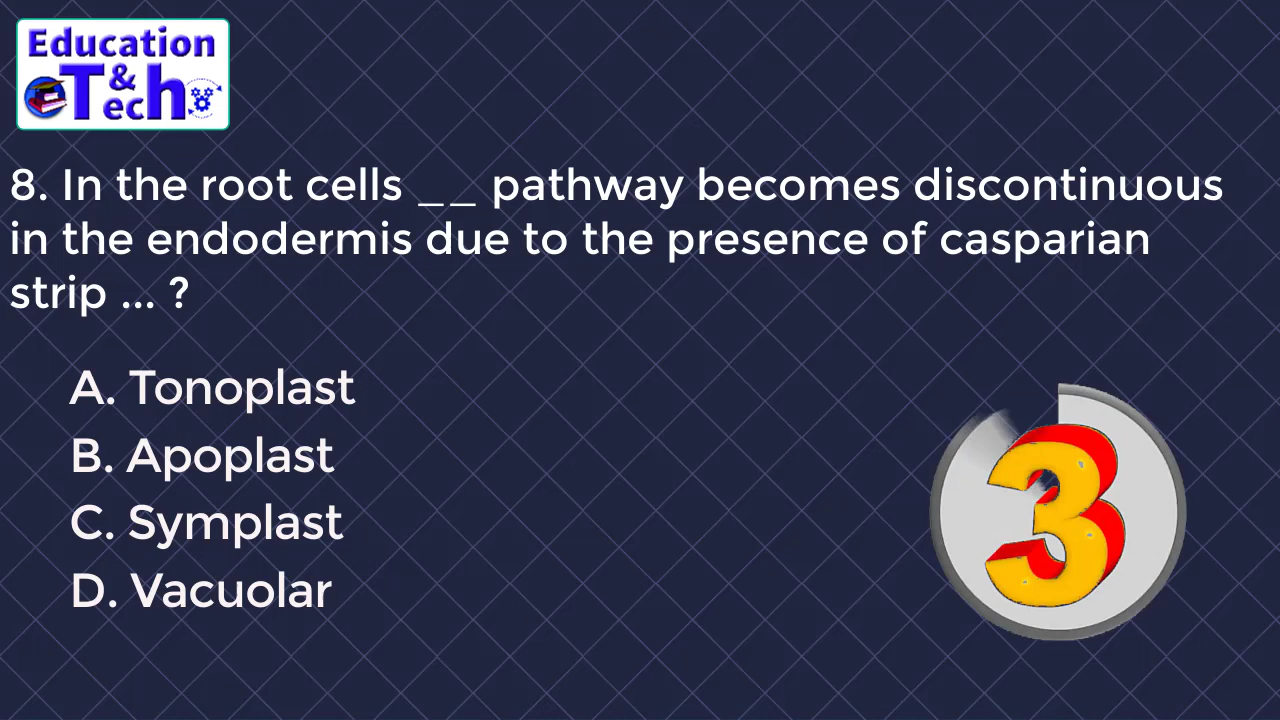 Education
&
Tech
8. In the root cells __ pathway becomes discontinuous
in the endodermis due to the presence of casparian
strip ... ?
A. Tonoplast
B. Apoplast
C. Symplast
D. Vacuolar
3